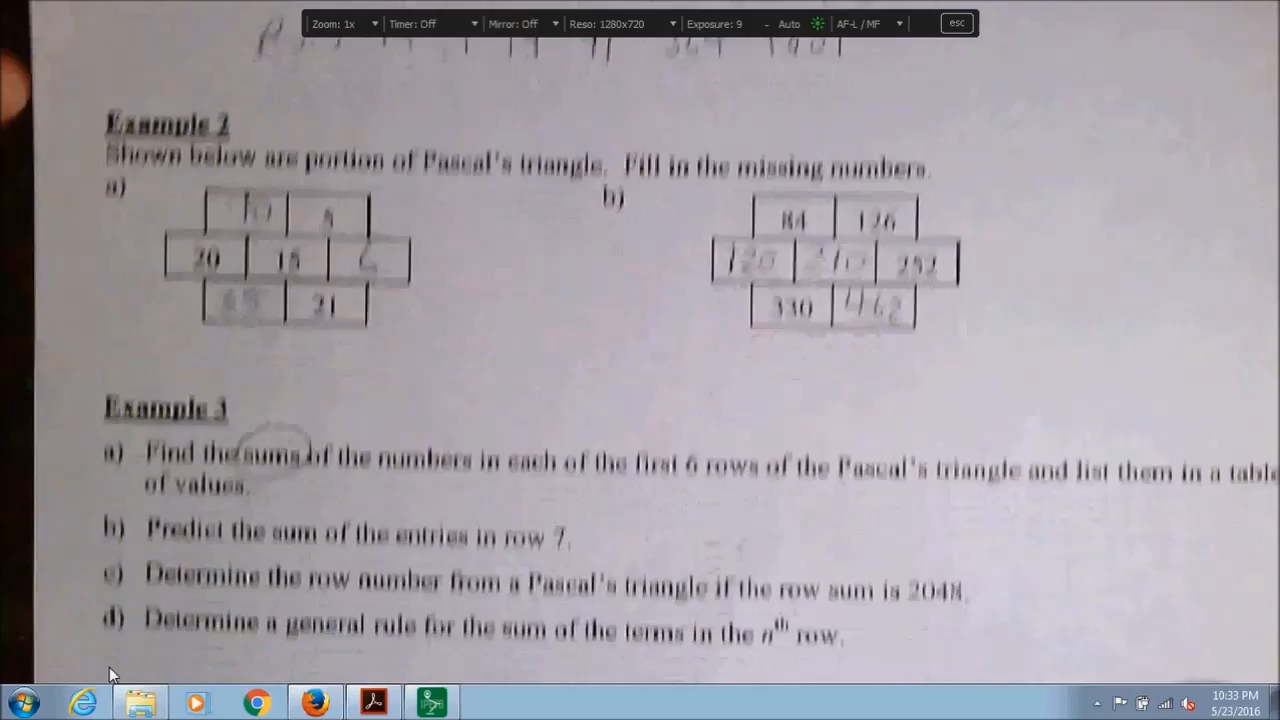 Zoom: 1x Timer: Off Mirror: Off Reso: 1280x720 Exposure: 9 - Auto AF-L / MF esc
364
Example 2
Shown below are portion of Pascal's triangle. Fill in the missing numbers.
a) b)
10 5 84 126
20 15 6 120 210 252
35 21 330 462
Example 3
a) Find the sums of the numbers in each of the first 6 rows of the Pascal's triangle and list them in a table
of values.
b) Predict the sum of the entries in row 7.
c) Determine the row number from a Pascal's triangle if the row sum is 2048.
d) Determine a general rule for the sum of the terms in the nth row.
10:33 PM
5/23/2016